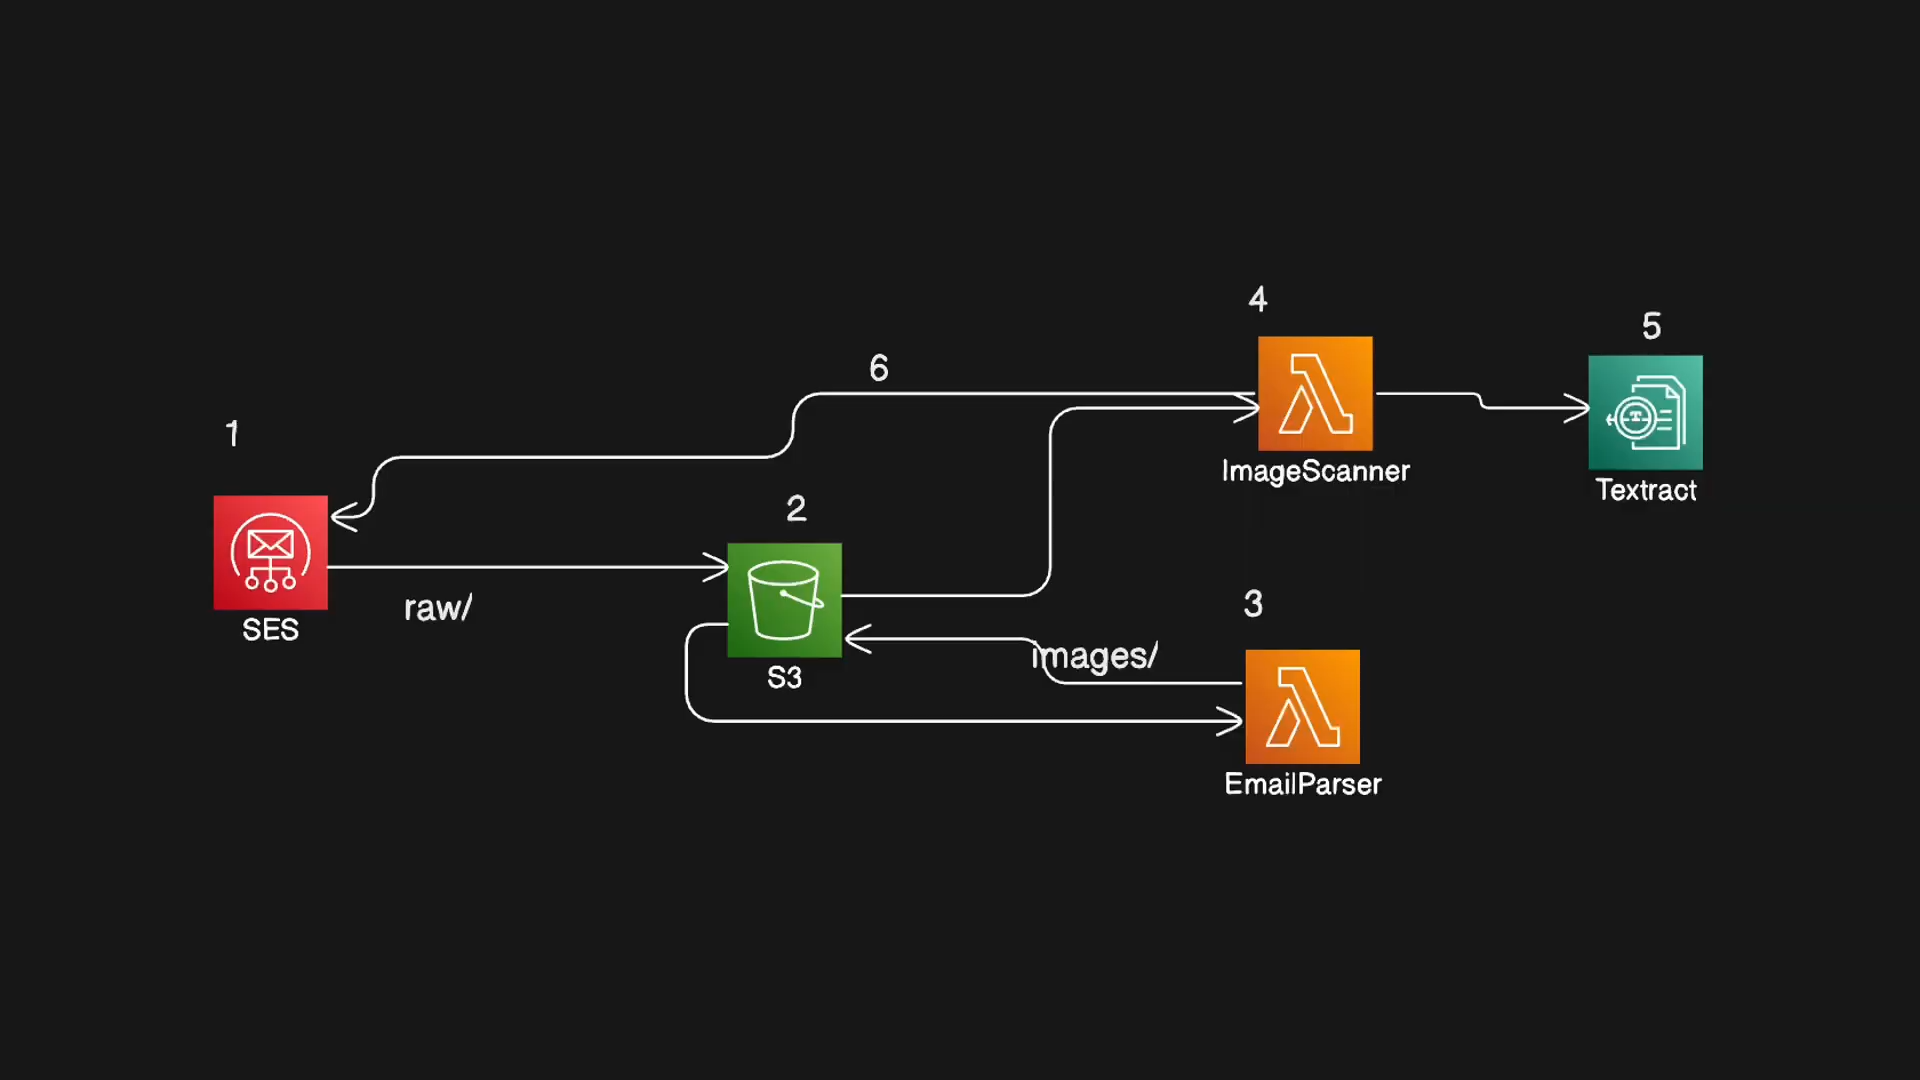 4
5
6
ImageScanner
1
Textract
2
3
raw/
SES
images/
S3
EmailParser